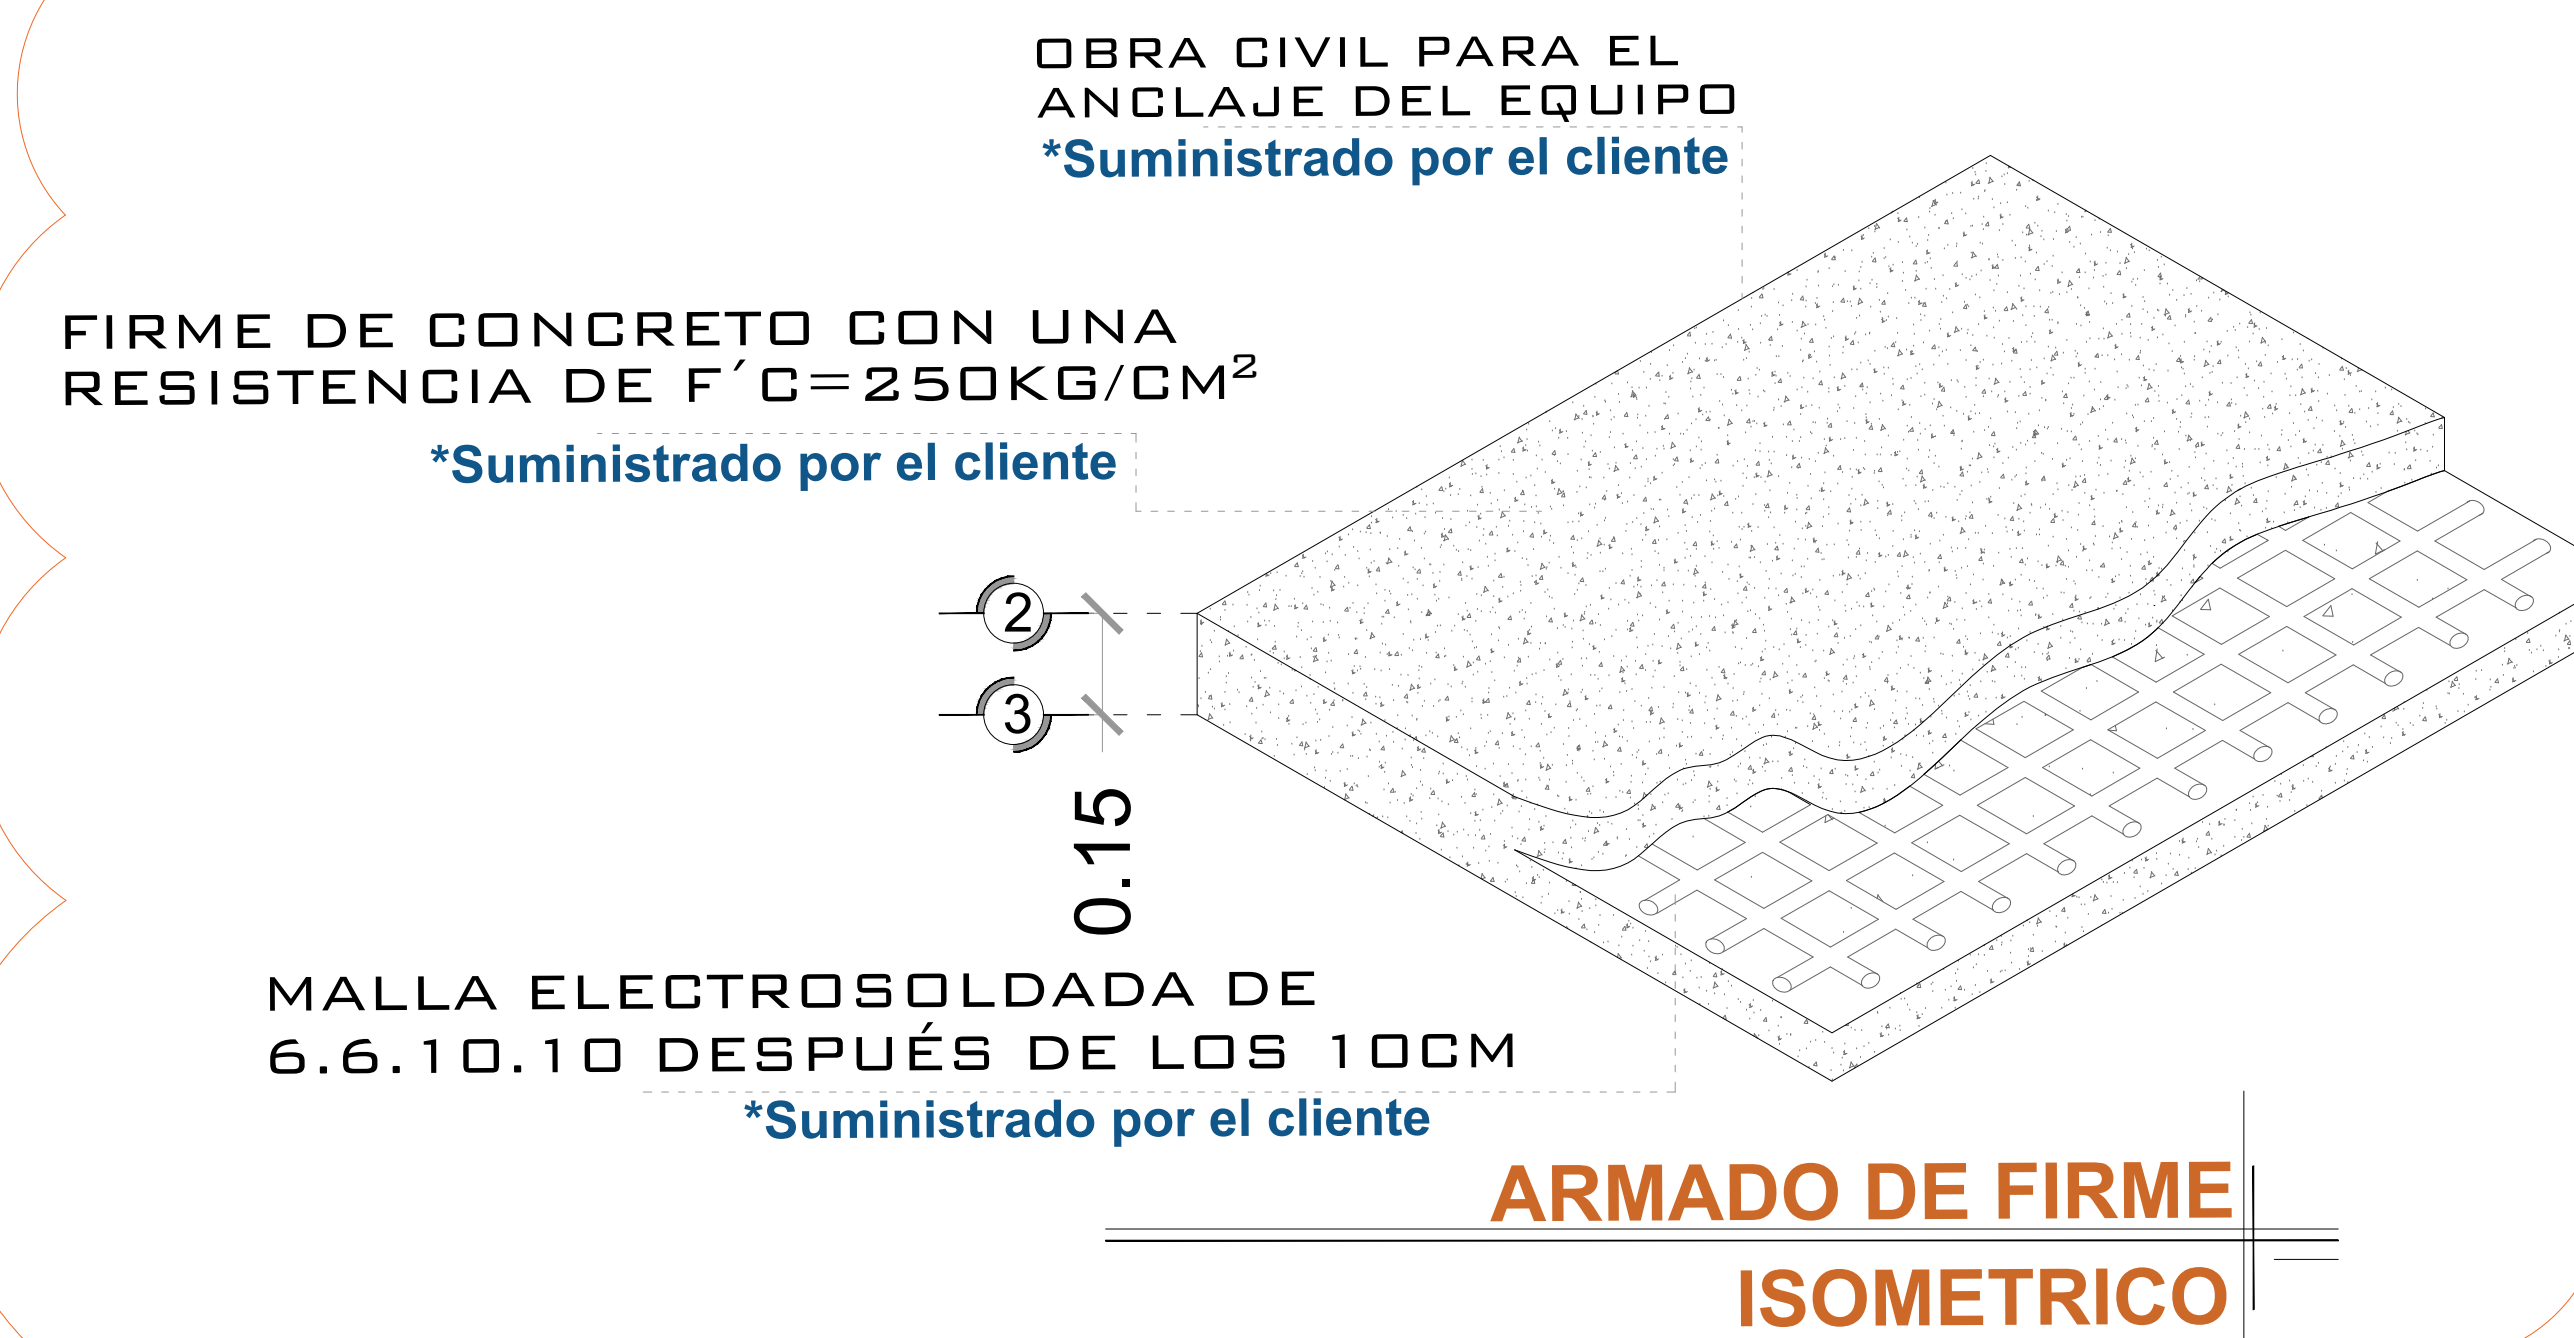 OBRA CIVIL PARA EL
ANCLAJE DEL EQUIPO
*Suministrado por el cliente
FIRME DE CONCRETO CON UNA
RESISTENCIA DE F´C=250KG/CM²
*Suministrado por el cliente
2
3
0.15
MALLA ELECTROSOLDADA DE
6.6.10.10 DESPUÉS DE LOS 10CM
*Suministrado por el cliente
ARMADO DE FIRME
ISOMETRICO